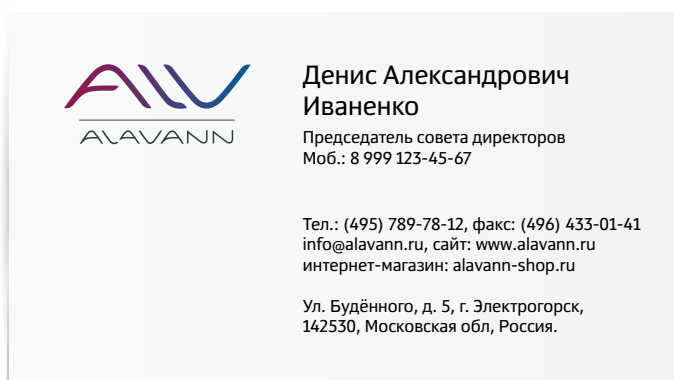 ALAVANN
Денис Александрович
Иваненко
Председатель совета директоров
Моб.: 8 999 123-45-67
Тел.: (495) 789-78-12, факс: (496) 433-01-41
info@alavann.ru, сайт: www.alavann.ru
интернет-магазин: alavann-shop.ru
Ул. Будённого, д. 5, г. Электрогорск,
142530, Московская обл, Россия.